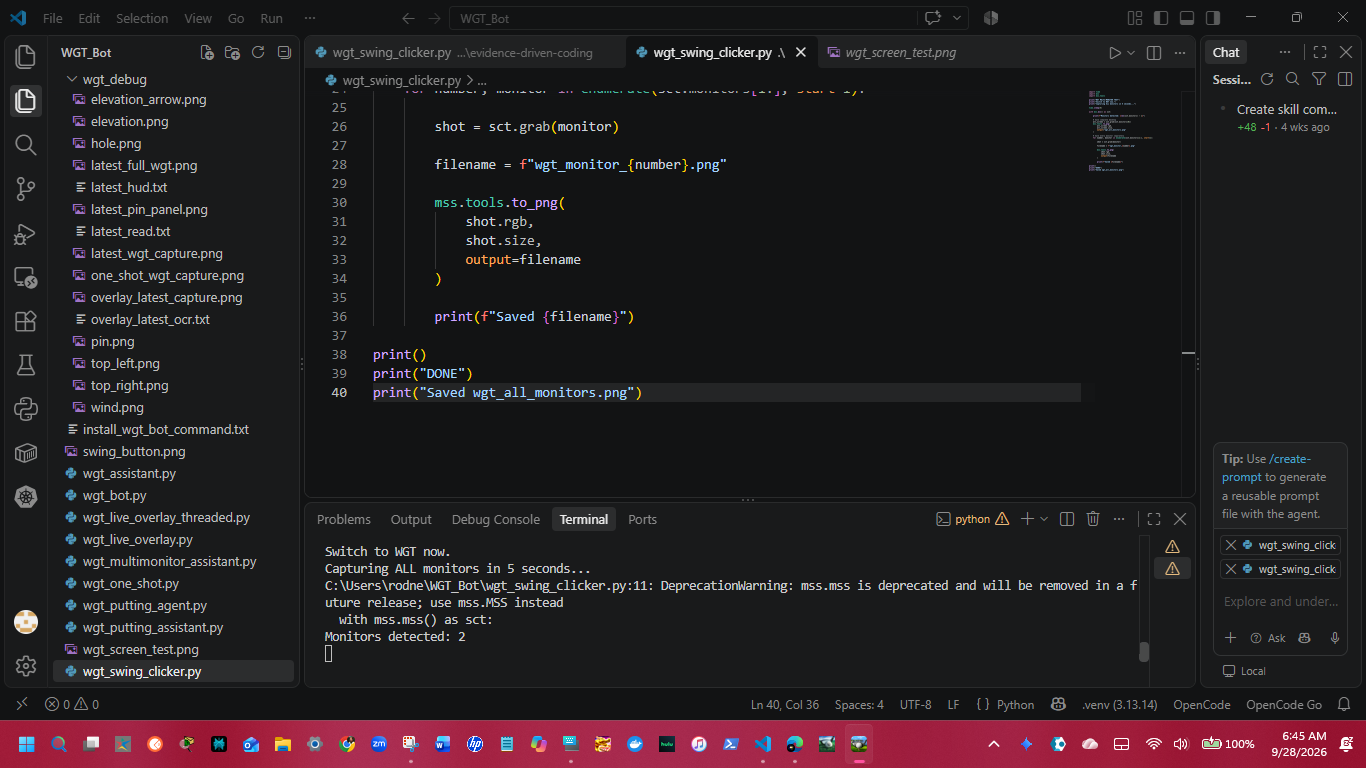 File Edit Selection View Go Run ··· WGT_Bot
WGT_Bot
wgt_debug
elevation_arrow.png
elevation.png
hole.png
latest_full_wgt.png
latest_hud.txt
latest_pin_panel.png
latest_read.txt
latest_wgt_capture.png
one_shot_wgt_capture.png
overlay_latest_capture.png
overlay_latest_ocr.txt
pin.png
top_left.png
top_right.png
wind.png
install_wgt_bot_command.txt
swing_button.png
wgt_assistant.py
wgt_bot.py
wgt_live_overlay_threaded.py
wgt_live_overlay.py
wgt_multimonitor_assistant.py
wgt_one_shot.py
wgt_putting_agent.py
wgt_putting_assistant.py
wgt_screen_test.png
wgt_swing_clicker.py
wgt_swing_clicker.py ...\evidence-driven-coding wgt_swing_clicker.py .\ wgt_screen_test.png
wgt_swing_clicker.py > ...
25
26 shot = sct.grab(monitor)
27
28 filename = f"wgt_monitor_{number}.png"
29
30 mss.tools.to_png(
31 shot.rgb,
32 shot.size,
33 output=filename
34 )
35
36 print(f"Saved {filename}")
37
38 print()
39 print("DONE")
40 print("Saved wgt_all_monitors.png")
Problems Output Debug Console Terminal Ports python
Switch to WGT now.
Capturing ALL monitors in 5 seconds...
C:\Users\rodne\WGT_Bot\wgt_swing_clicker.py:11: DeprecationWarning: mss.mss is deprecated and will be removed in a f
uture release; use mss.MSS instead
with mss.mss() as sct:
Monitors detected: 2
Chat
Sessi...
Create skill com...
+48 -1 · 4 wks ago
Tip: Use /create-
prompt to generate
a reusable prompt
file with the agent.
wgt_swing_click
wgt_swing_click
Explore and under...
Ask
Local
0 0 Ln 40, Col 36 Spaces: 4 UTF-8 LF { } Python .venv (3.13.14) OpenCode OpenCode Go
zm hp hulu 100% 6:45 AM
9/28/2026